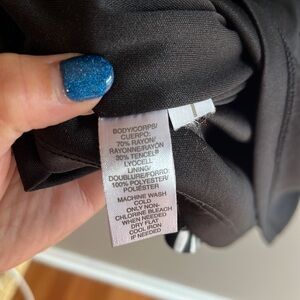 BODY/CORPS/
CUERPO:
70% RAYON/
RAYONNE/RAYÓN
30% TENCEL®
LYOCELL
LINING/
DOUBLURE/FORRO:
100% POLYESTER/
POLIÉSTER
MACHINE WASH
COLD
ONLY NON-
CHLORINE BLEACH
WHEN NEEDED
DRY FLAT
COOL IRON
IF NEEDED